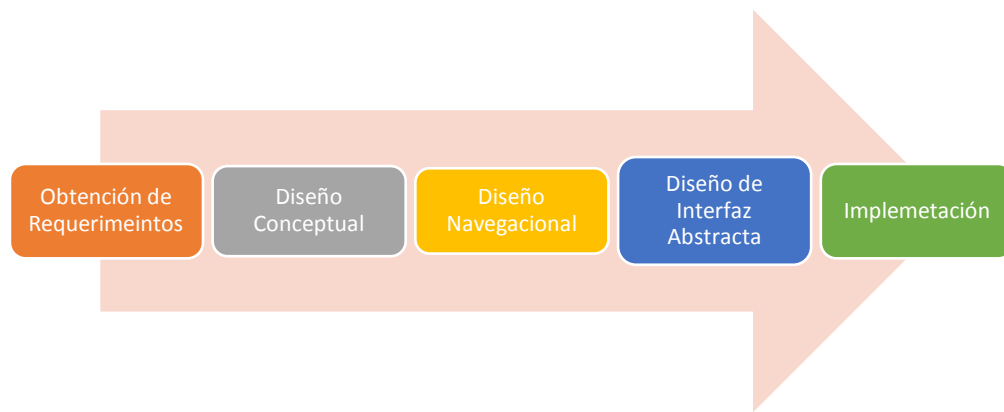 Obtención de
Requerimeintos
Diseño
Conceptual
Diseño
Navegacional
Diseño de
Interfaz
Abstracta
Implemetación